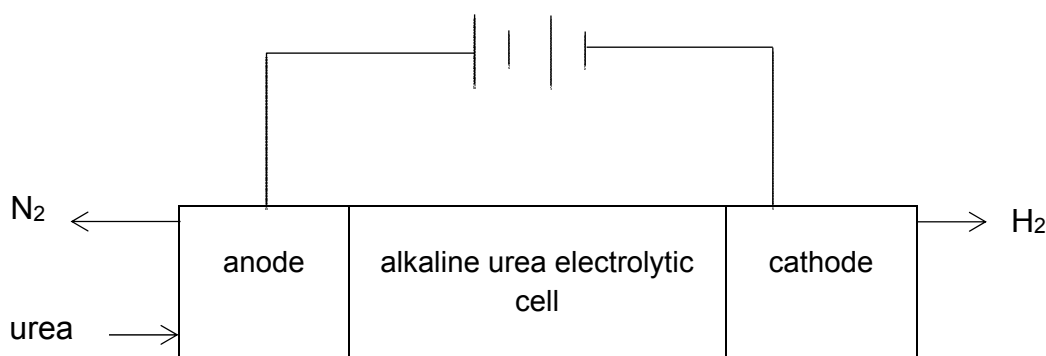 N₂
H₂
anode
alkaline urea electrolytic
cell
cathode
urea